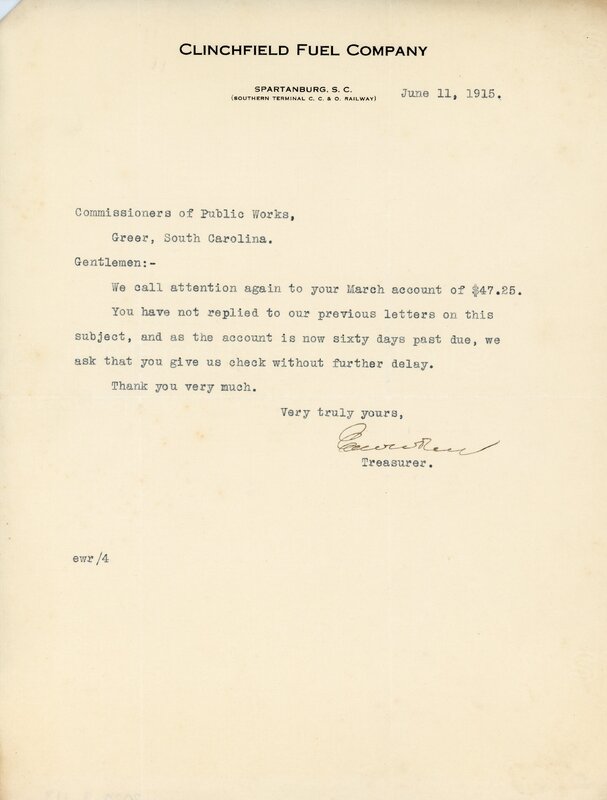 CLINCHFIELD FUEL COMPANY
SPARTANBURG, S. C.
(SOUTHERN TERMINAL C. C. & O. RAILWAY)
June 11, 1915.
Commissioners of Public Works,
Greer, South Carolina.
Gentlemen:-
We call attention again to your March account of $47.25.
You have not replied to our previous letters on this
subject, and as the account is now sixty days past due, we
ask that you give us check without further delay.
Thank you very much.
Very truly yours,
Treasurer.
ewr/4